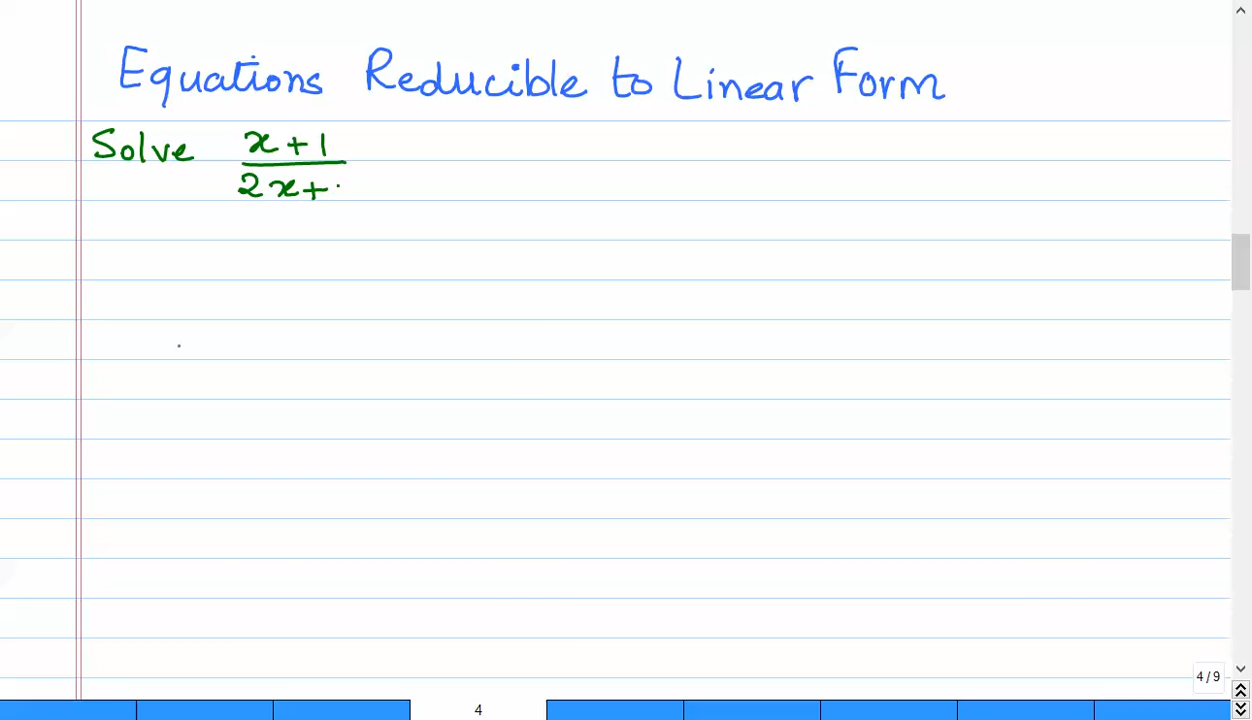 Equations Reducible to Linear Form
Solve x+1
2x+
4/9
4